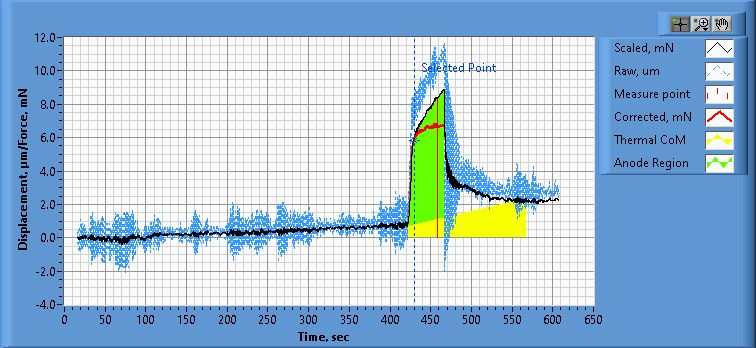 Scaled, mN
Raw, um
Measure point
Corrected, mN
Thermal CoM
Anode Region
Displacement, µm/Force, mN
12.0
10.0
8.0
6.0
4.0
2.0
0.0
-2.0
-4.0
Selected Point
0 50 100 150 200 250 300 350 400 450 500 550 600 650
Time, sec